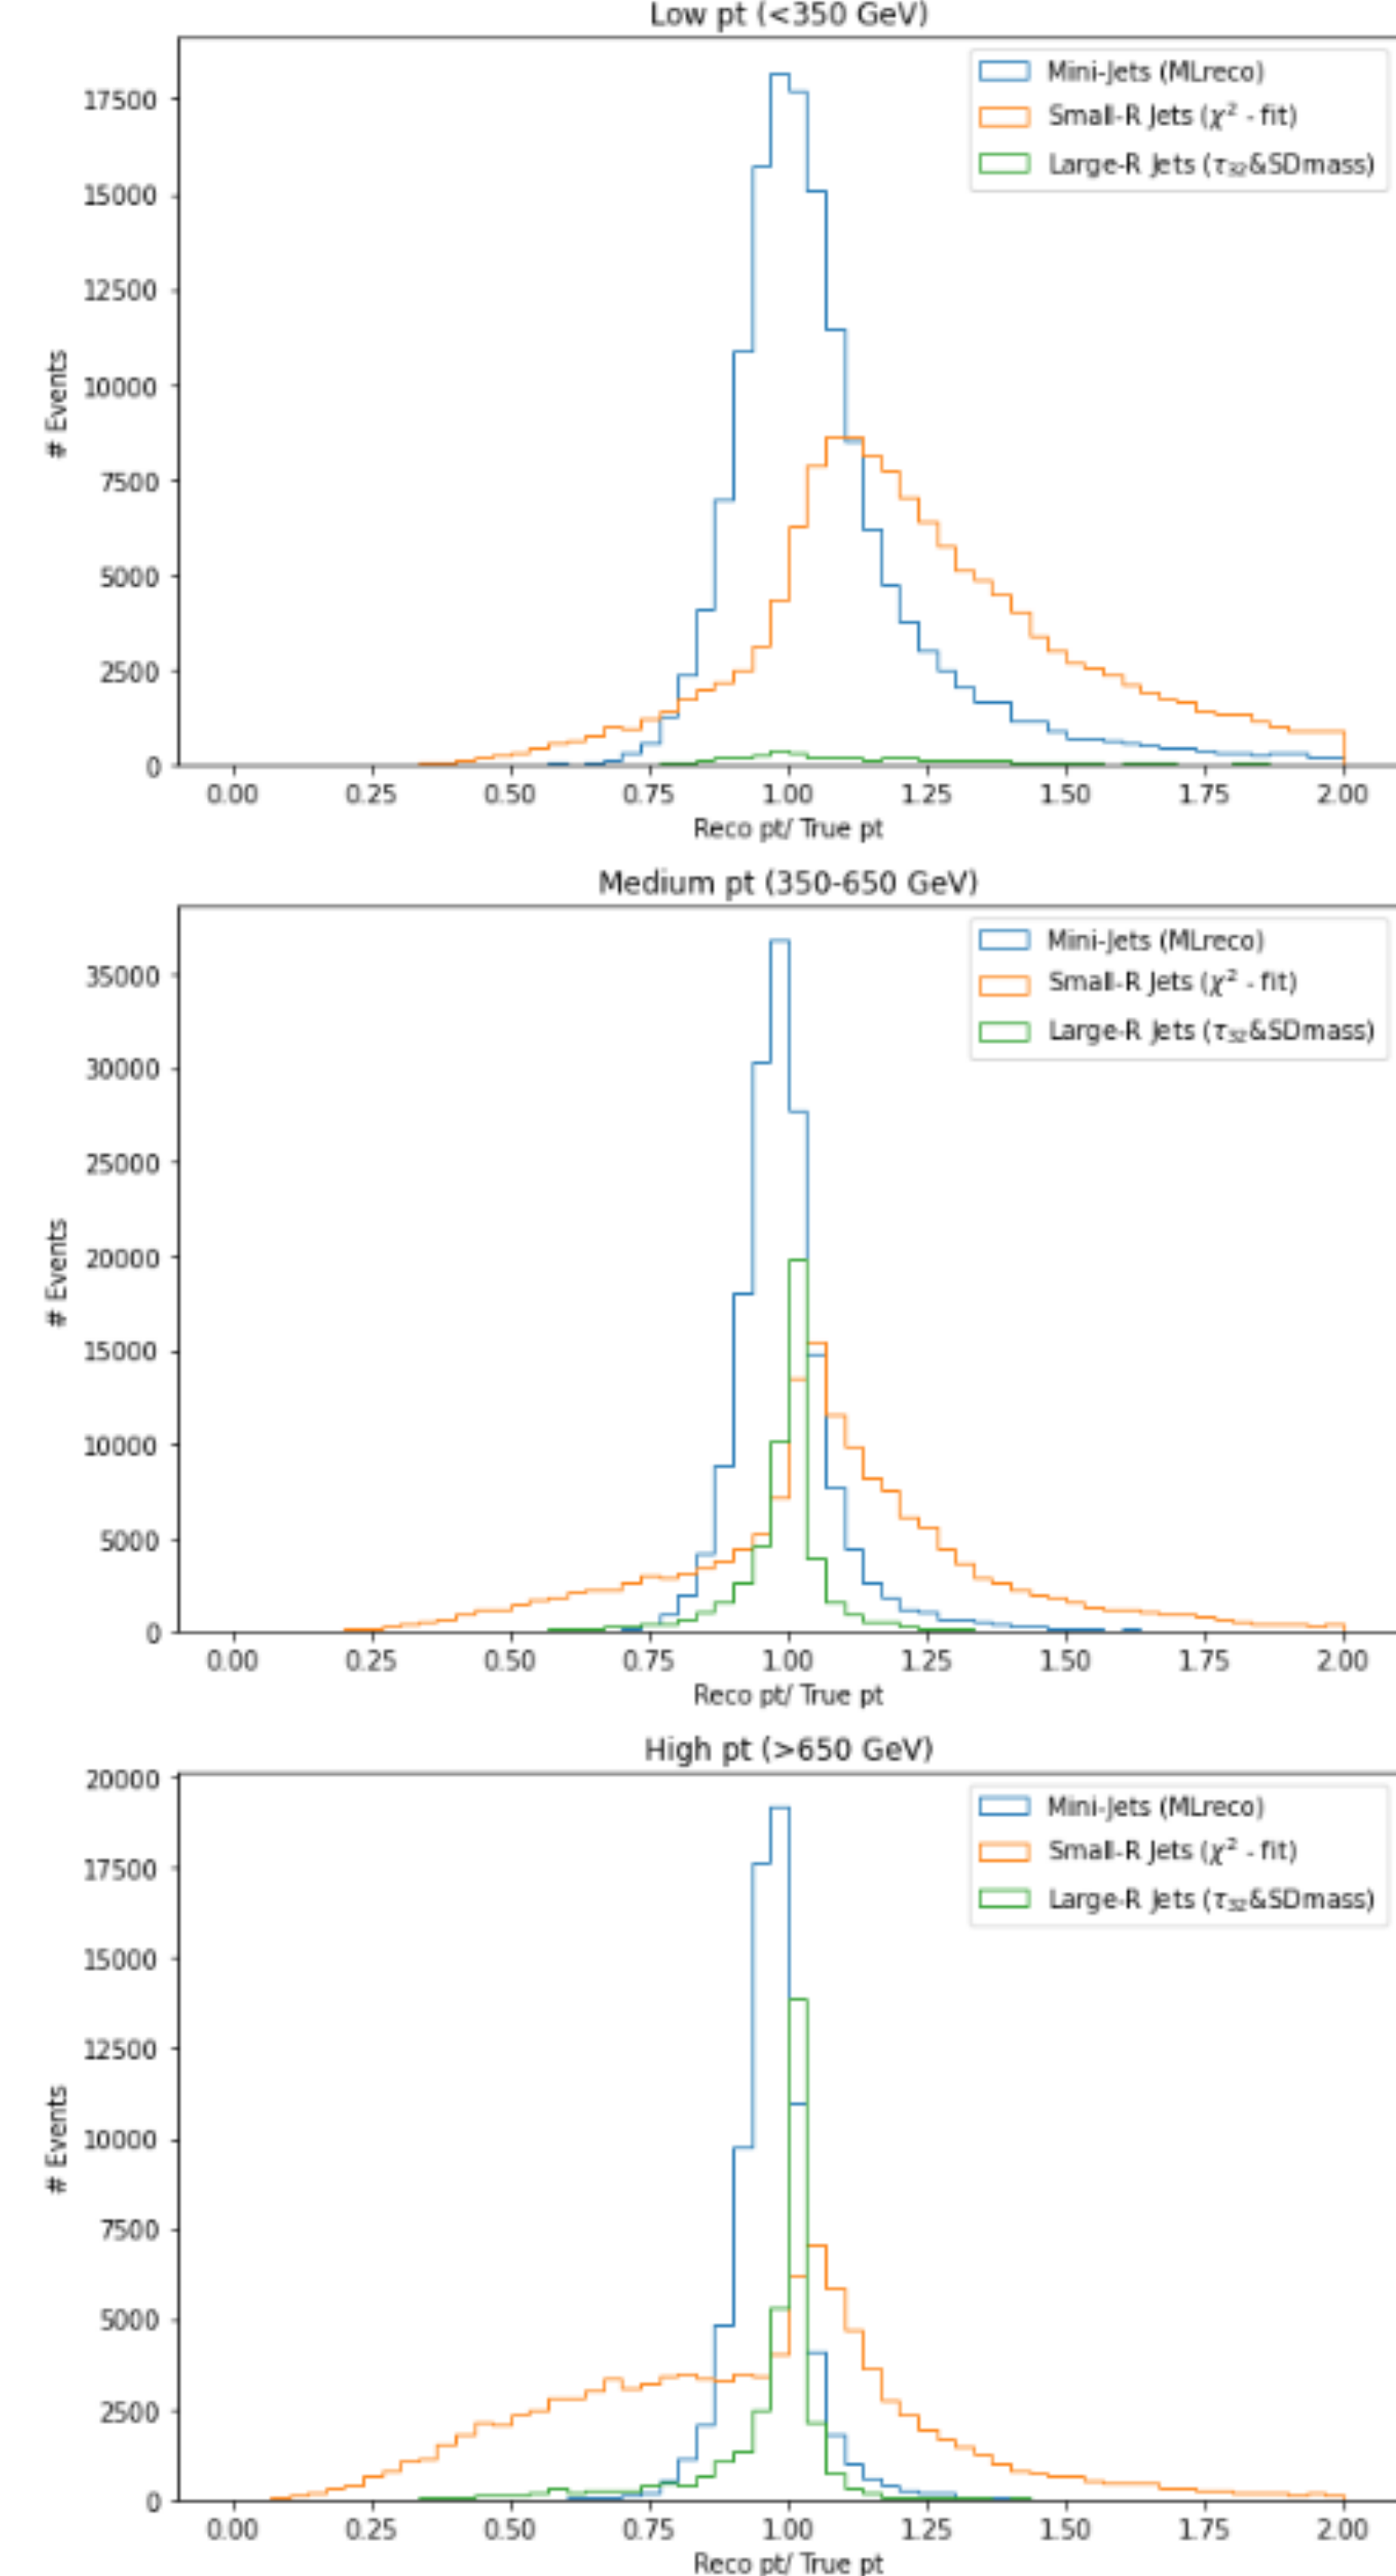 Low pt (<350 GeV)
Mini-Jets (MLreco)
Small-R Jets (χ² - fit)
Large-R Jets (τ₃₂&SDmass)
# Events
17500
15000
12500
10000
7500
5000
2500
0
0.00 0.25 0.50 0.75 1.00 1.25 1.50 1.75 2.00
Reco pt/ True pt
Medium pt (350-650 GeV)
Mini-Jets (MLreco)
Small-R Jets (χ² - fit)
Large-R Jets (τ₃₂&SDmass)
# Events
35000
30000
25000
20000
15000
10000
5000
0
0.00 0.25 0.50 0.75 1.00 1.25 1.50 1.75 2.00
Reco pt/ True pt
High pt (>650 GeV)
Mini-Jets (MLreco)
Small-R Jets (χ² - fit)
Large-R Jets (τ₃₂&SDmass)
# Events
20000
17500
15000
12500
10000
7500
5000
2500
0
0.00 0.25 0.50 0.75 1.00 1.25 1.50 1.75 2.00
Reco pt/ True pt